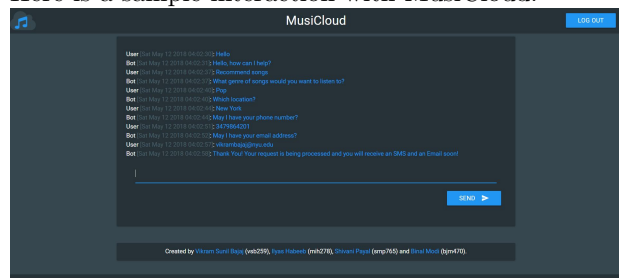 Here is a sample interaction with MusiCloud.
MusiCloud
LOG OUT
User [Sat May 12 2018 04:02:30]: Hello
Bot [Sat May 12 2018 04:02:31]: Hello, how can I help?
User [Sat May 12 2018 04:02:37]: Recommend songs
Bot [Sat May 12 2018 04:02:37]: What genre of songs would you want to listen to?
User [Sat May 12 2018 04:02:40]: Pop
Bot [Sat May 12 2018 04:02:40]: Which location?
User [Sat May 12 2018 04:02:44]: New York
Bot [Sat May 12 2018 04:02:44]: May I have your phone number?
User [Sat May 12 2018 04:02:51]: 3479864201
Bot [Sat May 12 2018 04:02:52]: May I have your email address?
User [Sat May 12 2018 04:02:57]: vikrambajaj@nyu.edu
Bot [Sat May 12 2018 04:02:58]: Thank You! Your request is being processed and you will receive an SMS and an Email soon!
SEND
Created by Vikram Sunil Bajaj (vsb259), Ilyas Habeeb (mih278), Shivani Payal (smp765) and Binal Modi (bjm470).